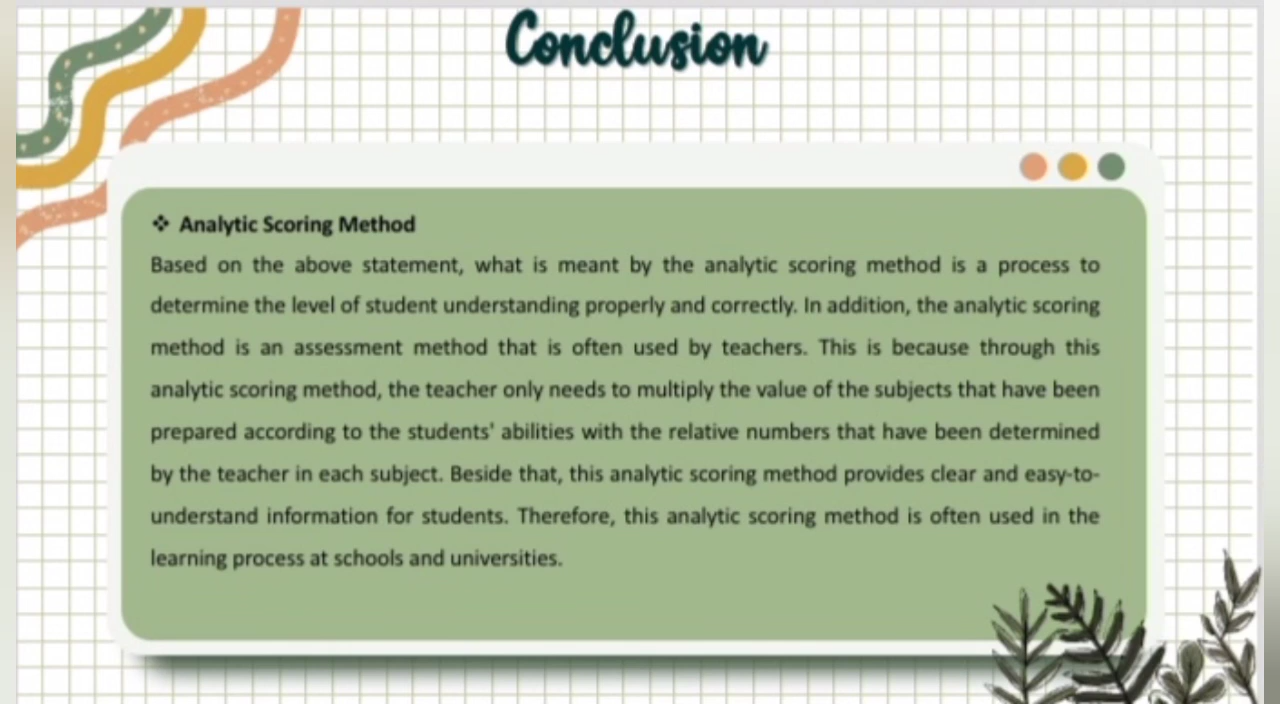 Conclusion
❖ Analytic Scoring Method
Based on the above statement, what is meant by the analytic scoring method is a process to
determine the level of student understanding properly and correctly. In addition, the analytic scoring
method is an assessment method that is often used by teachers. This is because through this
analytic scoring method, the teacher only needs to multiply the value of the subjects that have been
prepared according to the students' abilities with the relative numbers that have been determined
by the teacher in each subject. Beside that, this analytic scoring method provides clear and easy-to-
understand information for students. Therefore, this analytic scoring method is often used in the
learning process at schools and universities.